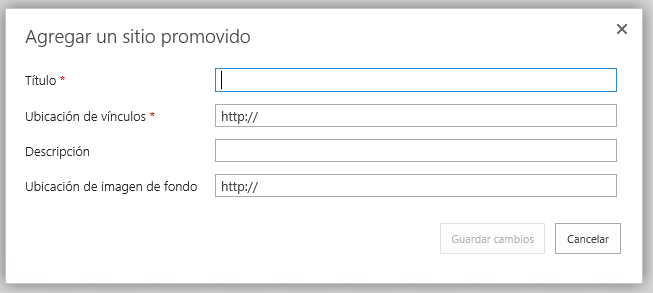 Agregar un sitio promovido
Título *
Ubicación de vínculos *
http://
Descripción
Ubicación de imagen de fondo
http://
Guardar cambios
Cancelar